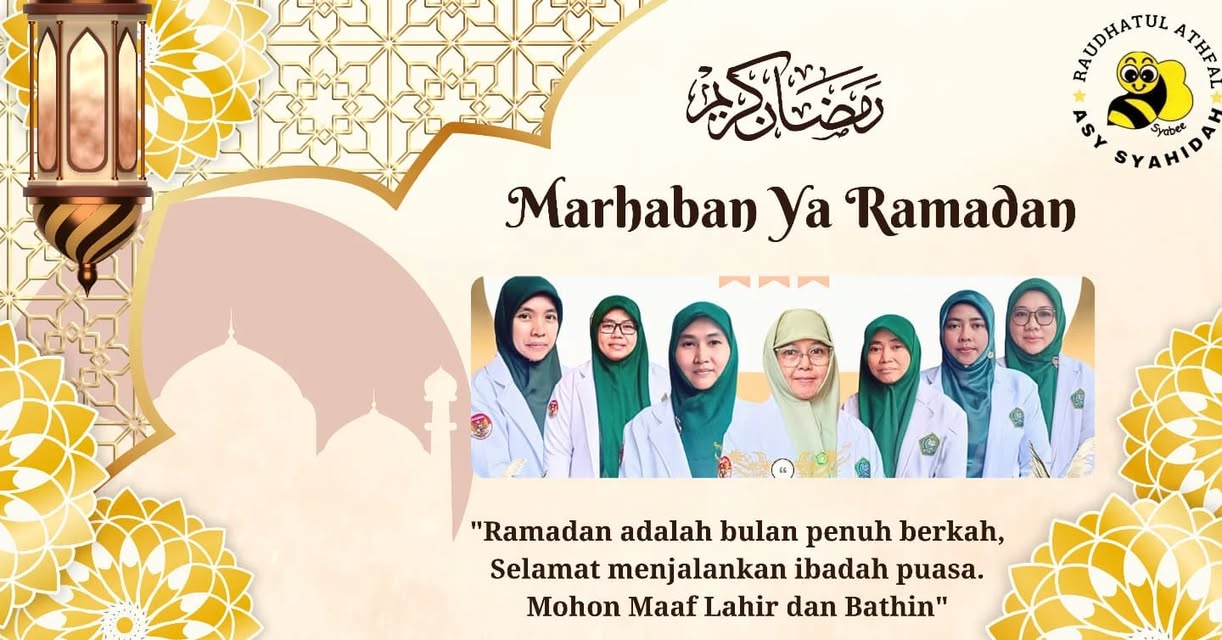 رمضان كريم
RAUDHATUL ATHFAL
Syabee
ASY SYAHIDAH
Marhaban Ya Ramadan
"Ramadan adalah bulan penuh berkah,
Selamat menjalankan ibadah puasa.
Mohon Maaf Lahir dan Bathin"